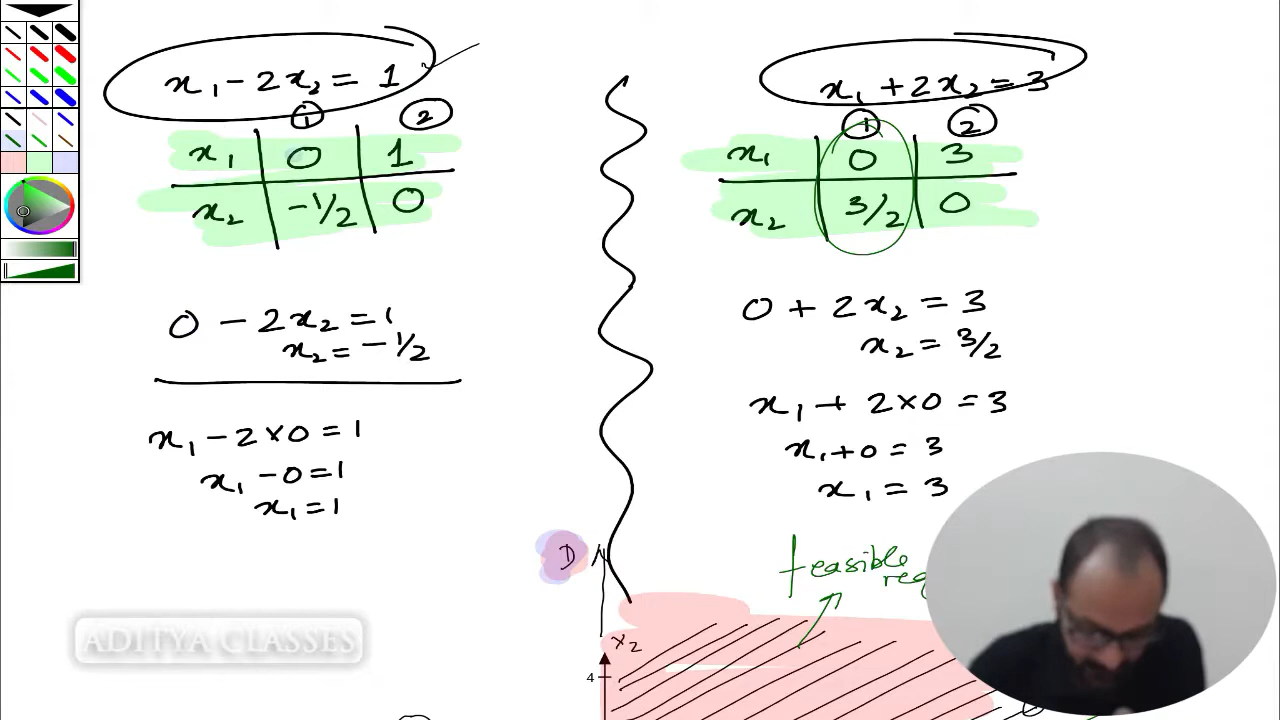 x₁ - 2x₂ = 1
① ②
x₁ 0 1
x₂ -1/2 0
0 - 2x₂ = 1
x₂ = -1/2
x₁ - 2×0 = 1
x₁ - 0 = 1
x₁ = 1
x₁ + 2x₂ = 3
① ②
x₁ 0 3
x₂ 3/2 0
0 + 2x₂ = 3
x₂ = 3/2
x₁ + 2×0 = 3
x₁ + 0 = 3
x₁ = 3
D
feasible
reg
x₂
4
ADITYA CLASSES